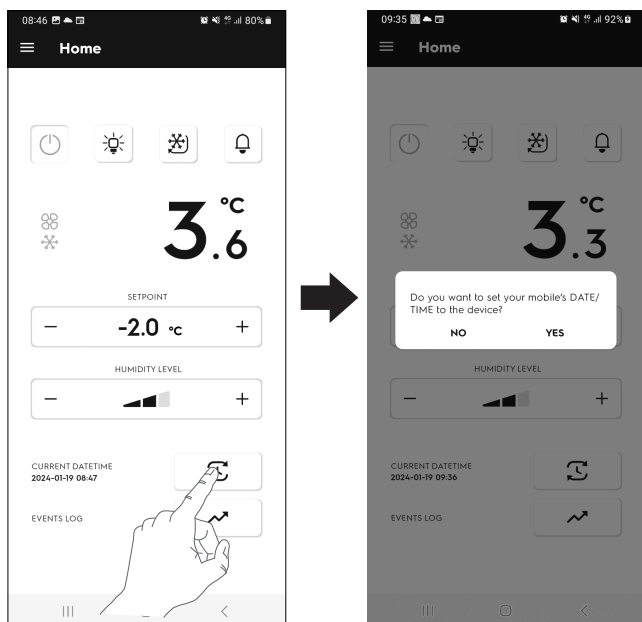 08:46 4G 80%
Home
3.6 °C
SETPOINT
− -2.0 °C +
HUMIDITY LEVEL
− +
CURRENT DATETIME
2024-01-19 08:47
EVENTS LOG
09:35 4G 92%
Home
3.3 °C
Do you want to set your mobile's DATE/
TIME to the device?
NO YES
HUMIDITY LEVEL
− +
CURRENT DATETIME
2024-01-19 09:36
EVENTS LOG